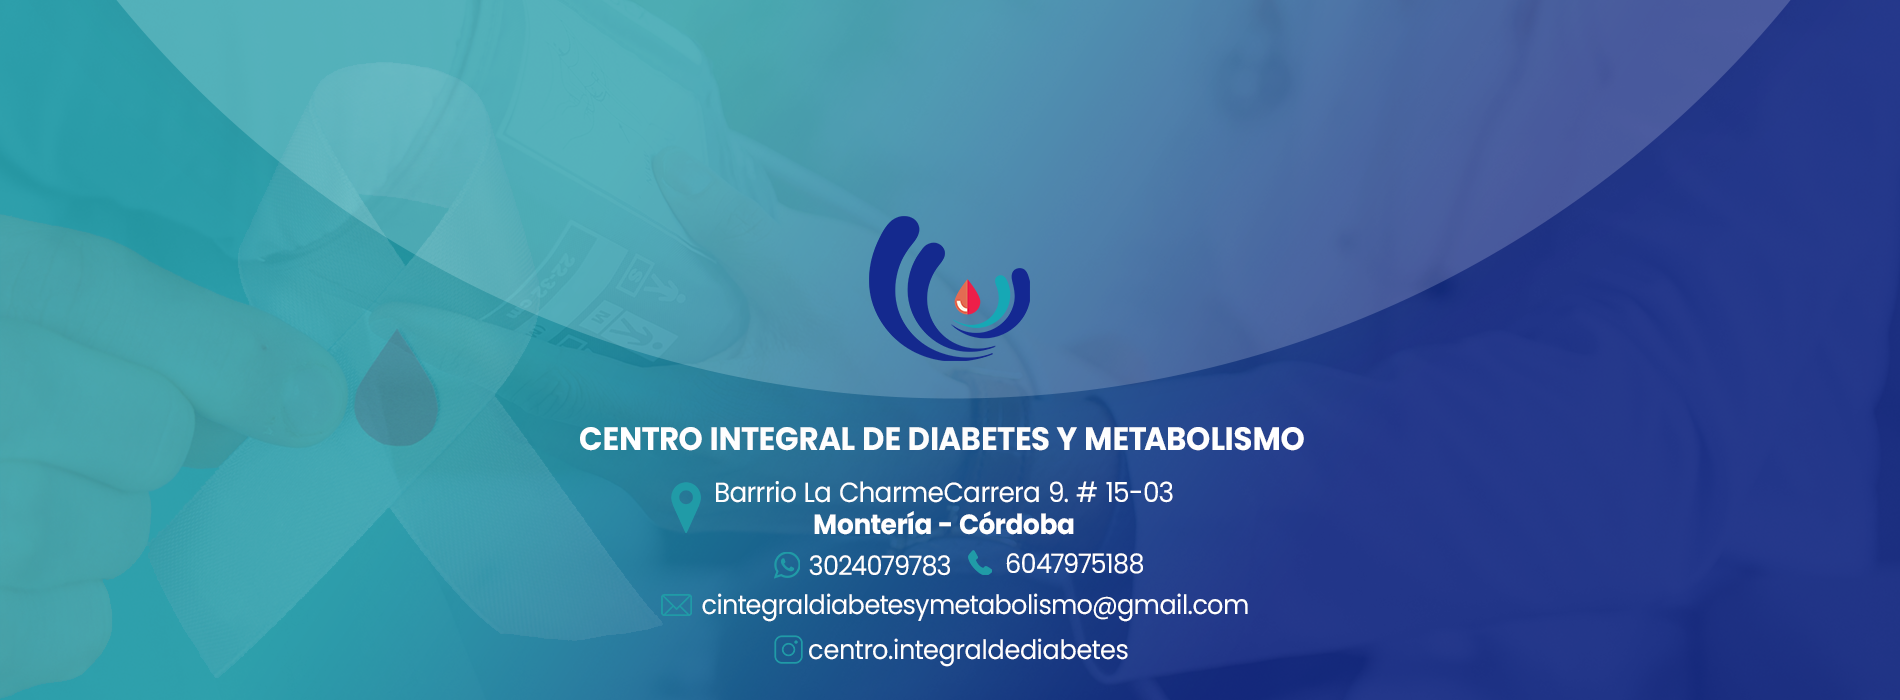 CENTRO INTEGRAL DE DIABETES Y METABOLISMO
Barrrio La CharmeCarrera 9. # 15-03
Montería - Córdoba
3024079783 6047975188
cintegraldiabetesymetabolismo@gmail.com
centro.integraldediabetes